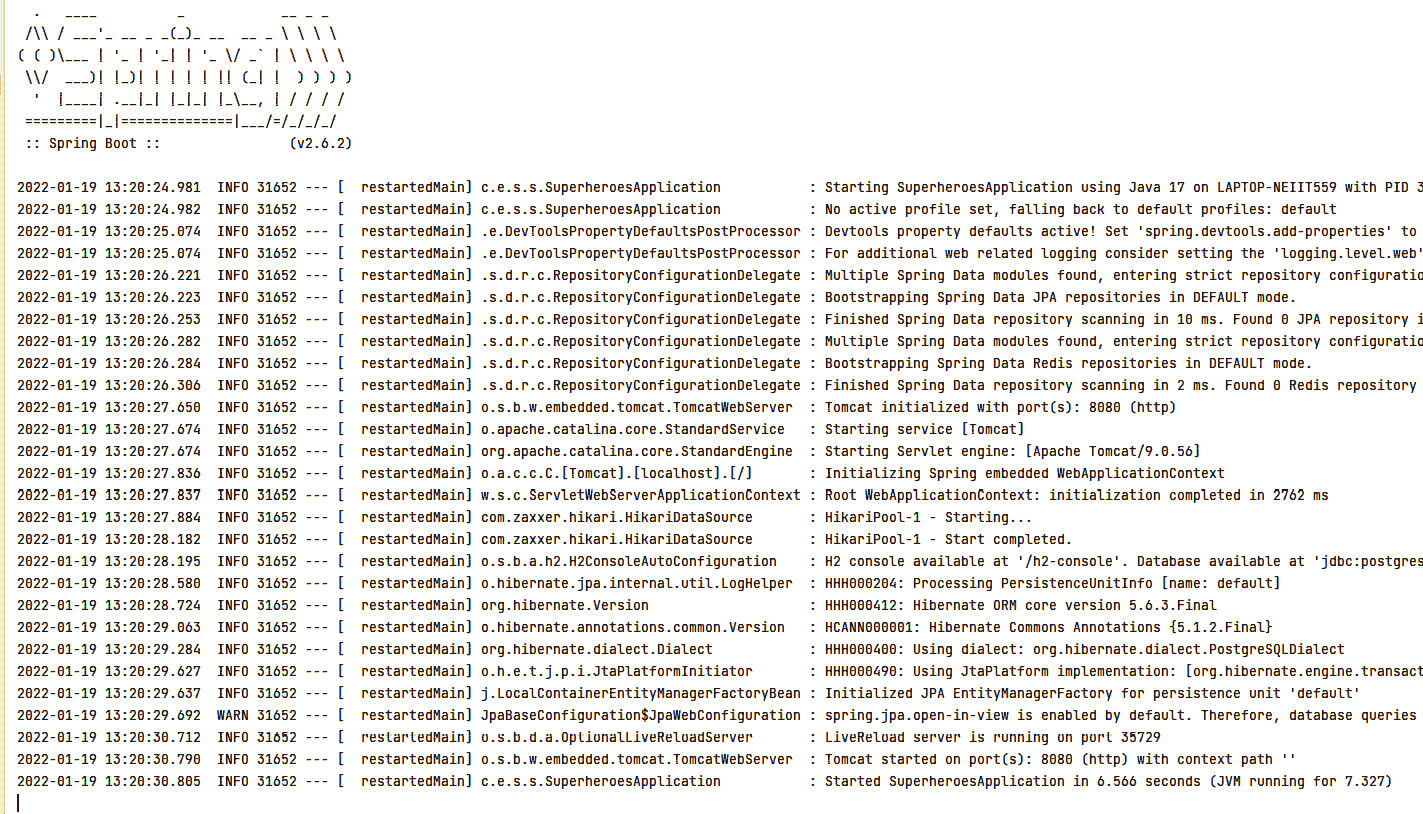 .   ____          _            __ _ _
 /\\ / ___'_ __ _ _(_)_ __  __ _ \ \ \ \
( ( )\___ | '_ | '_| | '_ \/ _` | \ \ \ \
 \\/  ___)| |_)| | | | | || (_| |  ) ) ) )
  '  |____| .__|_| |_|_| |_\__, | / / / /
 =========|_|==============|___/=/_/_/_/
 :: Spring Boot ::                (v2.6.2)

2022-01-19 13:20:24.981  INFO 31652 --- [  restartedMain] c.e.s.s.SuperheroesApplication           : Starting SuperheroesApplication using Java 17 on LAPTOP-NEIIT559 with PID 3
2022-01-19 13:20:24.982  INFO 31652 --- [  restartedMain] c.e.s.s.SuperheroesApplication           : No active profile set, falling back to default profiles: default
2022-01-19 13:20:25.074  INFO 31652 --- [  restartedMain] .e.DevToolsPropertyDefaultsPostProcessor : Devtools property defaults active! Set 'spring.devtools.add-properties' to
2022-01-19 13:20:25.074  INFO 31652 --- [  restartedMain] .e.DevToolsPropertyDefaultsPostProcessor : For additional web related logging consider setting the 'logging.level.web'
2022-01-19 13:20:26.221  INFO 31652 --- [  restartedMain] .s.d.r.c.RepositoryConfigurationDelegate : Multiple Spring Data modules found, entering strict repository configuratio
2022-01-19 13:20:26.223  INFO 31652 --- [  restartedMain] .s.d.r.c.RepositoryConfigurationDelegate : Bootstrapping Spring Data JPA repositories in DEFAULT mode.
2022-01-19 13:20:26.253  INFO 31652 --- [  restartedMain] .s.d.r.c.RepositoryConfigurationDelegate : Finished Spring Data repository scanning in 10 ms. Found 0 JPA repository i
2022-01-19 13:20:26.282  INFO 31652 --- [  restartedMain] .s.d.r.c.RepositoryConfigurationDelegate : Multiple Spring Data modules found, entering strict repository configuratio
2022-01-19 13:20:26.284  INFO 31652 --- [  restartedMain] .s.d.r.c.RepositoryConfigurationDelegate : Bootstrapping Spring Data Redis repositories in DEFAULT mode.
2022-01-19 13:20:26.306  INFO 31652 --- [  restartedMain] .s.d.r.c.RepositoryConfigurationDelegate : Finished Spring Data repository scanning in 2 ms. Found 0 Redis repository
2022-01-19 13:20:27.650  INFO 31652 --- [  restartedMain] o.s.b.w.embedded.tomcat.TomcatWebServer  : Tomcat initialized with port(s): 8080 (http)
2022-01-19 13:20:27.674  INFO 31652 --- [  restartedMain] o.apache.catalina.core.StandardService   : Starting service [Tomcat]
2022-01-19 13:20:27.674  INFO 31652 --- [  restartedMain] org.apache.catalina.core.StandardEngine  : Starting Servlet engine: [Apache Tomcat/9.0.56]
2022-01-19 13:20:27.836  INFO 31652 --- [  restartedMain] o.a.c.c.C.[Tomcat].[localhost].[/]       : Initializing Spring embedded WebApplicationContext
2022-01-19 13:20:27.837  INFO 31652 --- [  restartedMain] w.s.c.ServletWebServerApplicationContext : Root WebApplicationContext: initialization completed in 2762 ms
2022-01-19 13:20:27.884  INFO 31652 --- [  restartedMain] com.zaxxer.hikari.HikariDataSource       : HikariPool-1 - Starting...
2022-01-19 13:20:28.182  INFO 31652 --- [  restartedMain] com.zaxxer.hikari.HikariDataSource       : HikariPool-1 - Start completed.
2022-01-19 13:20:28.195  INFO 31652 --- [  restartedMain] o.s.b.a.h2.H2ConsoleAutoConfiguration    : H2 console available at '/h2-console'. Database available at 'jdbc:postgres
2022-01-19 13:20:28.580  INFO 31652 --- [  restartedMain] o.hibernate.jpa.internal.util.LogHelper  : HHH000204: Processing PersistenceUnitInfo [name: default]
2022-01-19 13:20:28.724  INFO 31652 --- [  restartedMain] org.hibernate.Version                    : HHH000412: Hibernate ORM core version 5.6.3.Final
2022-01-19 13:20:29.063  INFO 31652 --- [  restartedMain] o.hibernate.annotations.common.Version   : HCANN000001: Hibernate Commons Annotations {5.1.2.Final}
2022-01-19 13:20:29.284  INFO 31652 --- [  restartedMain] org.hibernate.dialect.Dialect            : HHH000400: Using dialect: org.hibernate.dialect.PostgreSQLDialect
2022-01-19 13:20:29.627  INFO 31652 --- [  restartedMain] o.h.e.t.j.p.i.JtaPlatformInitiator       : HHH000490: Using JtaPlatform implementation: [org.hibernate.engine.transact
2022-01-19 13:20:29.637  INFO 31652 --- [  restartedMain] j.LocalContainerEntityManagerFactoryBean : Initialized JPA EntityManagerFactory for persistence unit 'default'
2022-01-19 13:20:29.692  WARN 31652 --- [  restartedMain] JpaBaseConfiguration$JpaWebConfiguration : spring.jpa.open-in-view is enabled by default. Therefore, database queries
2022-01-19 13:20:30.712  INFO 31652 --- [  restartedMain] o.s.b.d.a.OptionalLiveReloadServer       : LiveReload server is running on port 35729
2022-01-19 13:20:30.790  INFO 31652 --- [  restartedMain] o.s.b.w.embedded.tomcat.TomcatWebServer  : Tomcat started on port(s): 8080 (http) with context path ''
2022-01-19 13:20:30.805  INFO 31652 --- [  restartedMain] c.e.s.s.SuperheroesApplication           : Started SuperheroesApplication in 6.566 seconds (JVM running for 7.327)